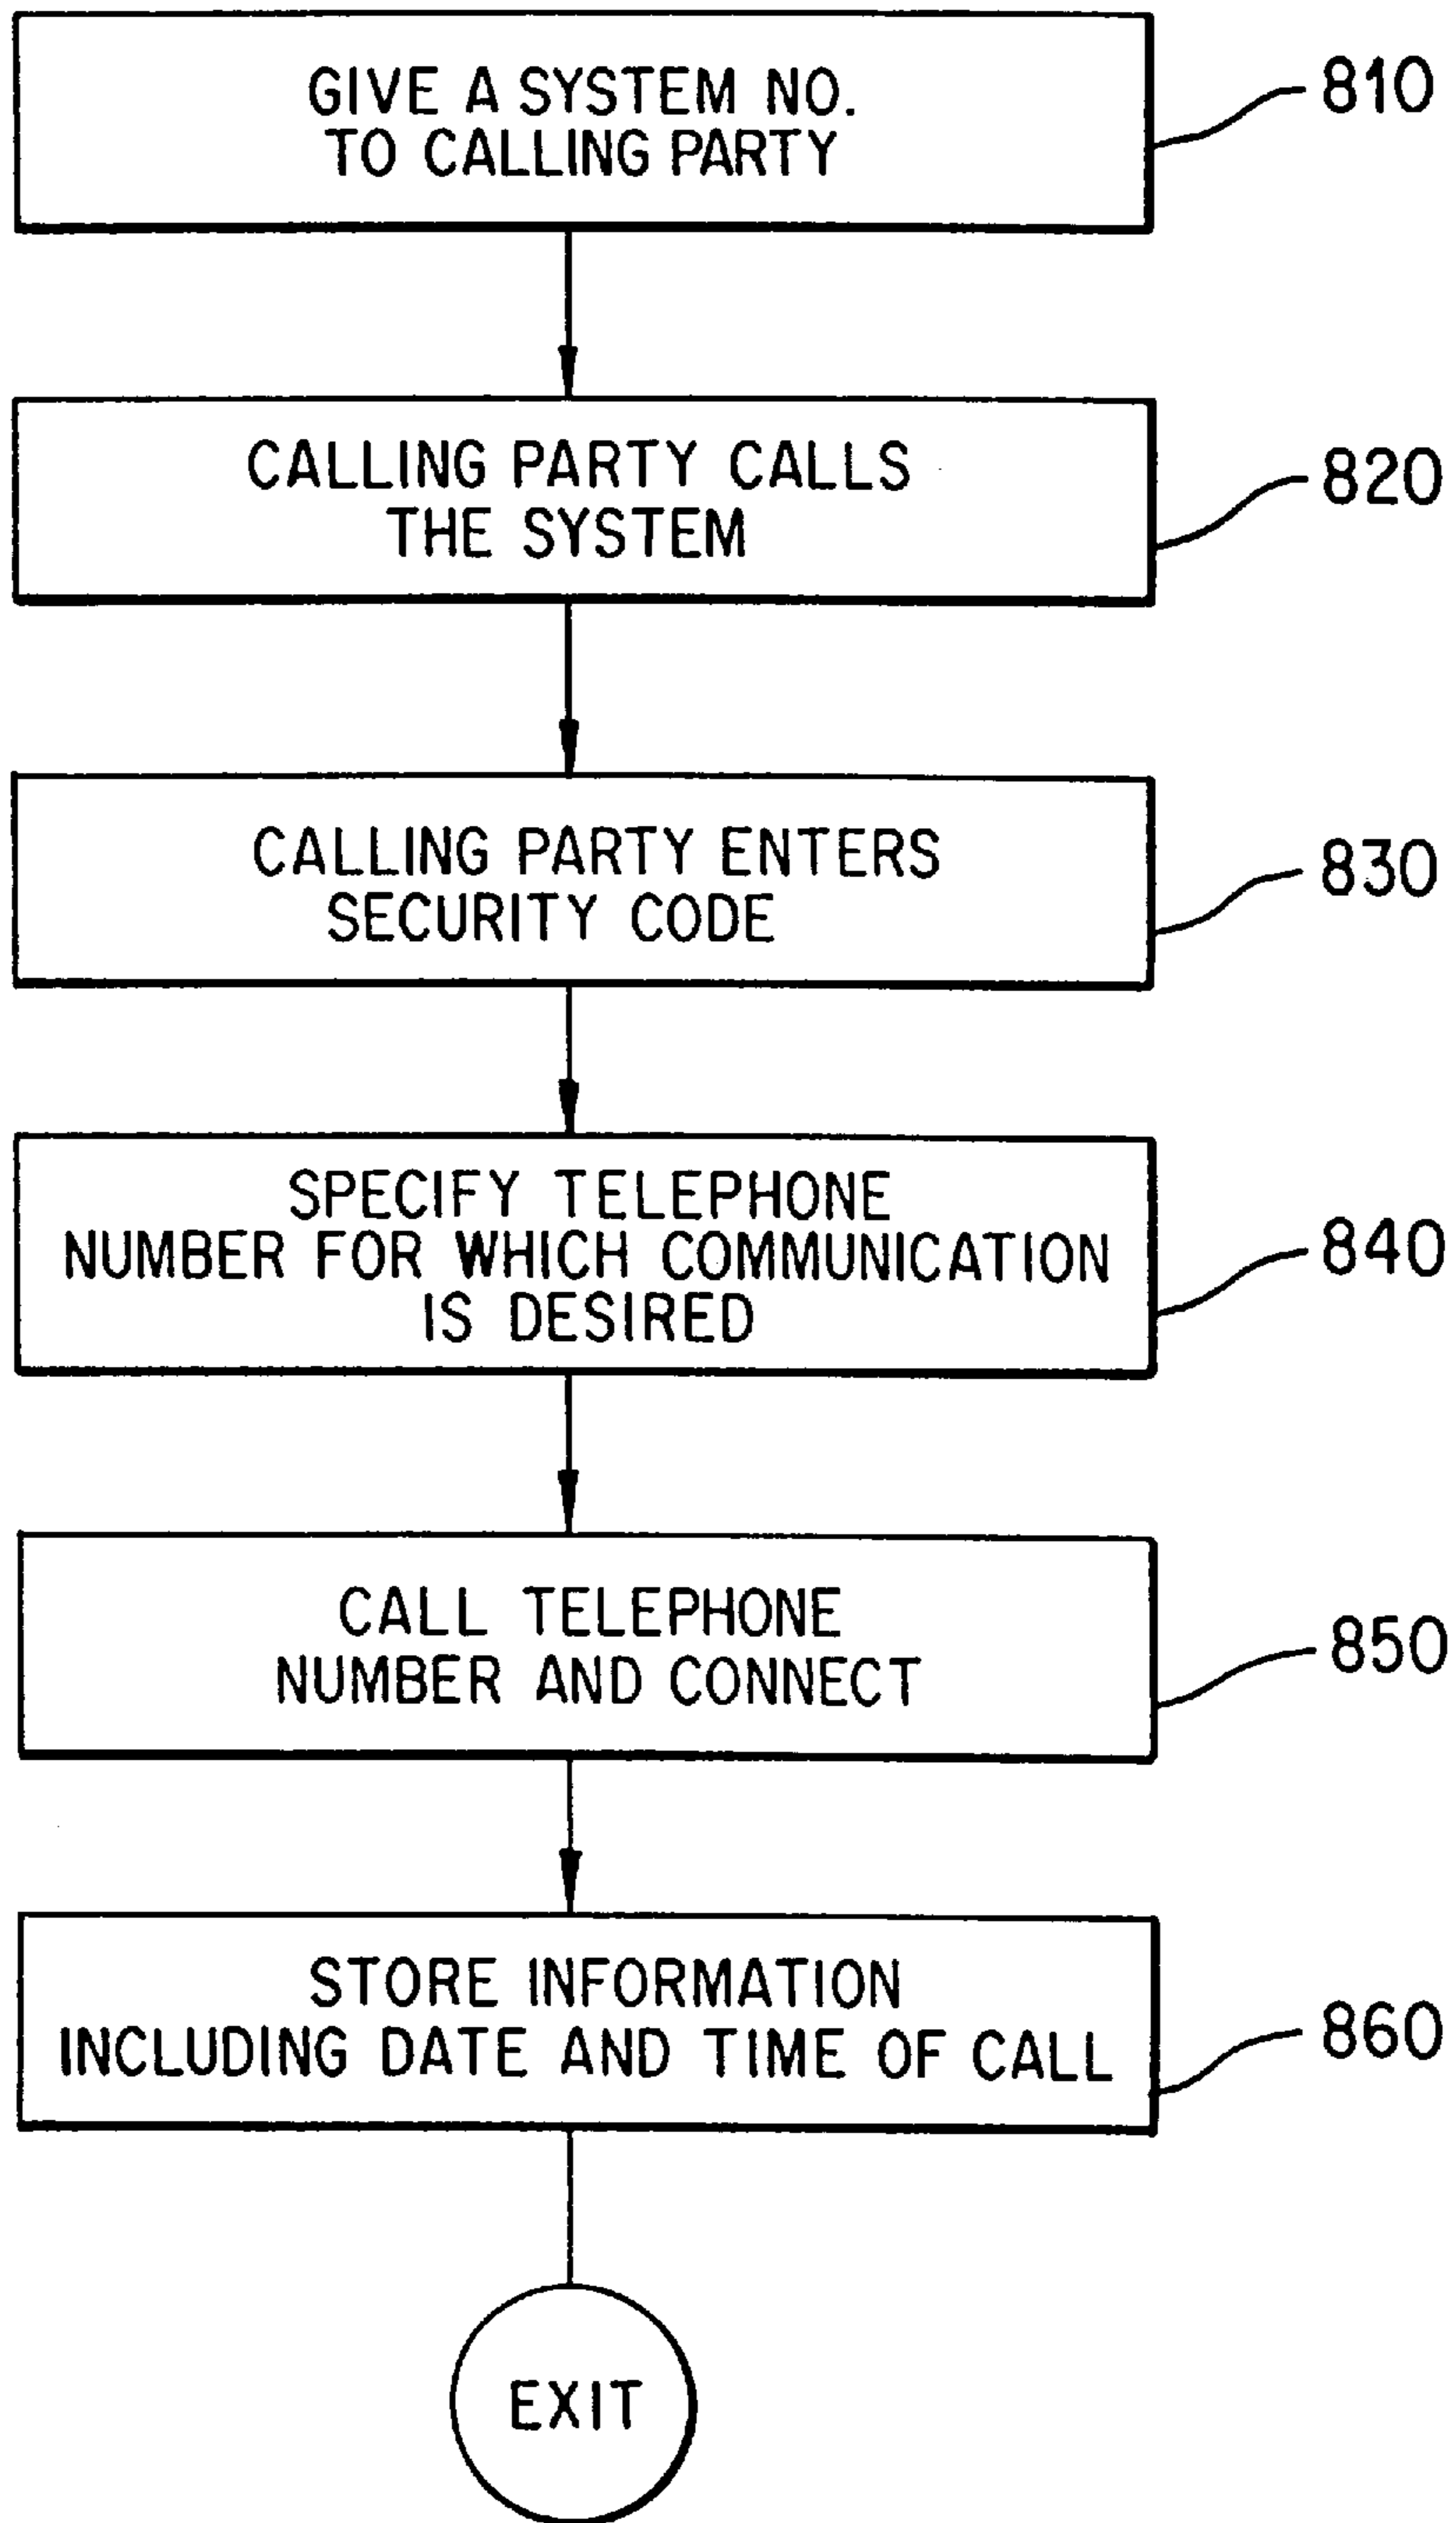 GIVE A SYSTEM NO.
TO CALLING PARTY
810
CALLING PARTY CALLS
THE SYSTEM
820
CALLING PARTY ENTERS
SECURITY CODE
830
SPECIFY TELEPHONE
NUMBER FOR WHICH COMMUNICATION
IS DESIRED
840
CALL TELEPHONE
NUMBER AND CONNECT
850
STORE INFORMATION
INCLUDING DATE AND TIME OF CALL
860
EXIT